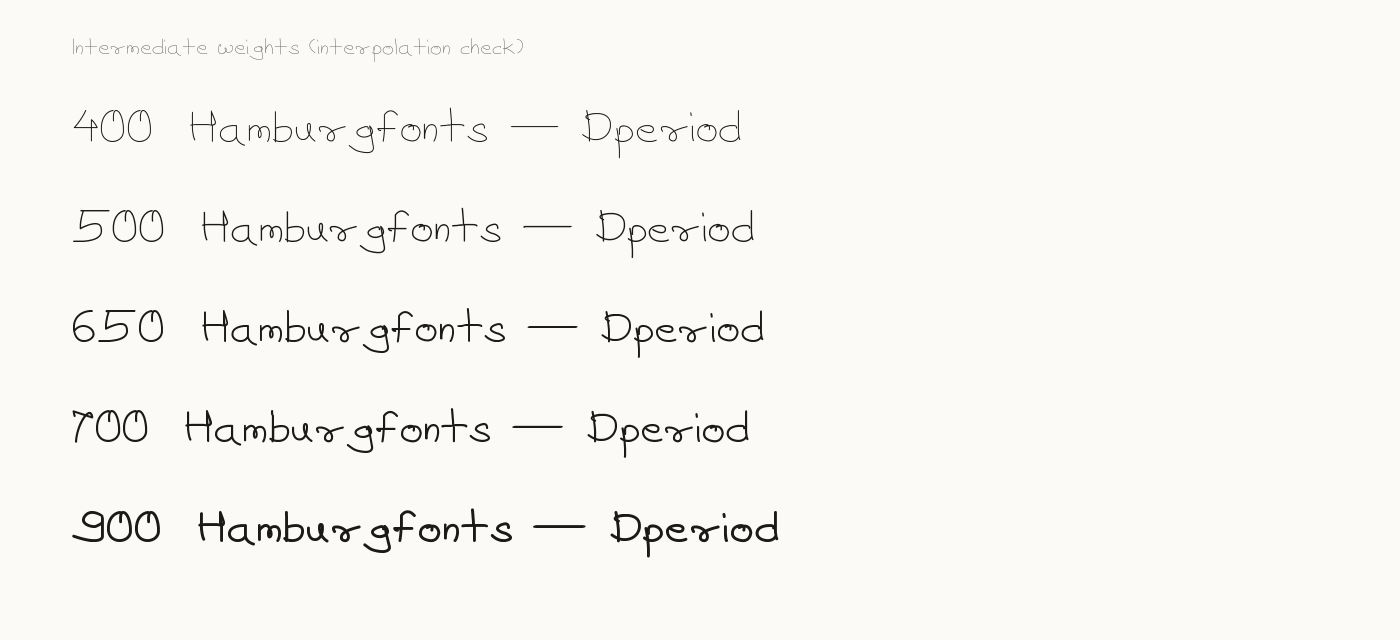 Intermediate weights (interpolation check)
400 Hamburgfonts — Dperiod
500 Hamburgfonts — Dperiod
650 Hamburgfonts — Dperiod
700 Hamburgfonts — Dperiod
900 Hamburgfonts — Dperiod